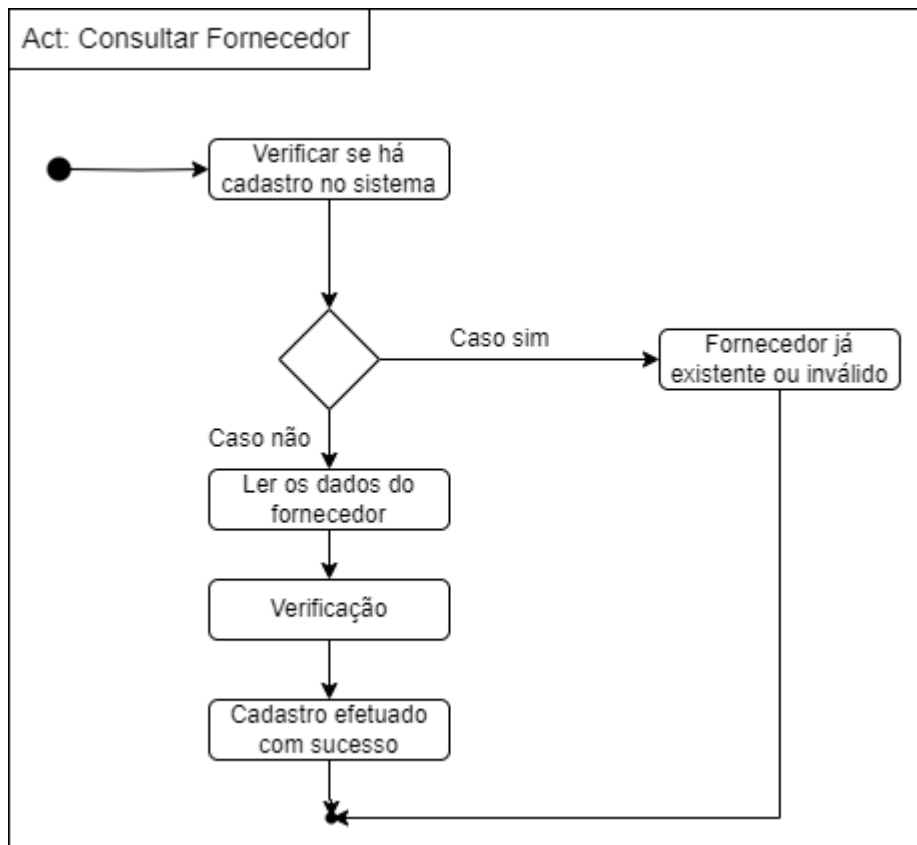 Act: Consultar Fornecedor
Verificar se há
cadastro no sistema
Caso sim
Fornecedor já
existente ou inválido
Caso não
Ler os dados do
fornecedor
Verificação
Cadastro efetuado
com sucesso